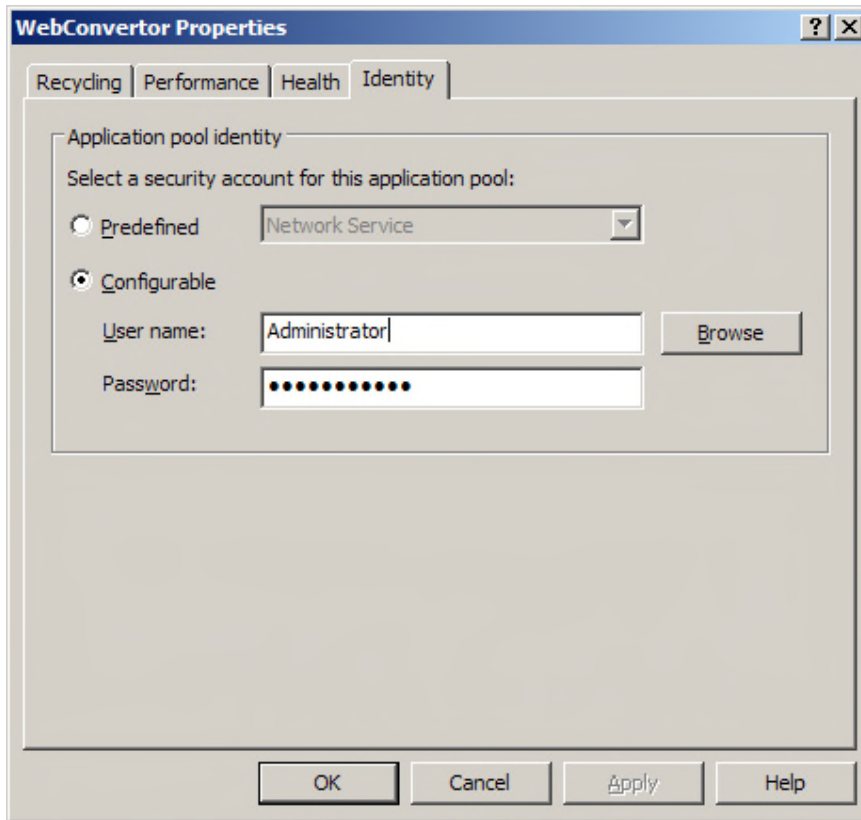 WebConvertor Properties
Recycling Performance Health Identity
Application pool identity
Select a security account for this application pool:
Predefined Network Service
Configurable
User name: Administrator Browse
Password: ●●●●●●●●●●●
OK Cancel Apply Help